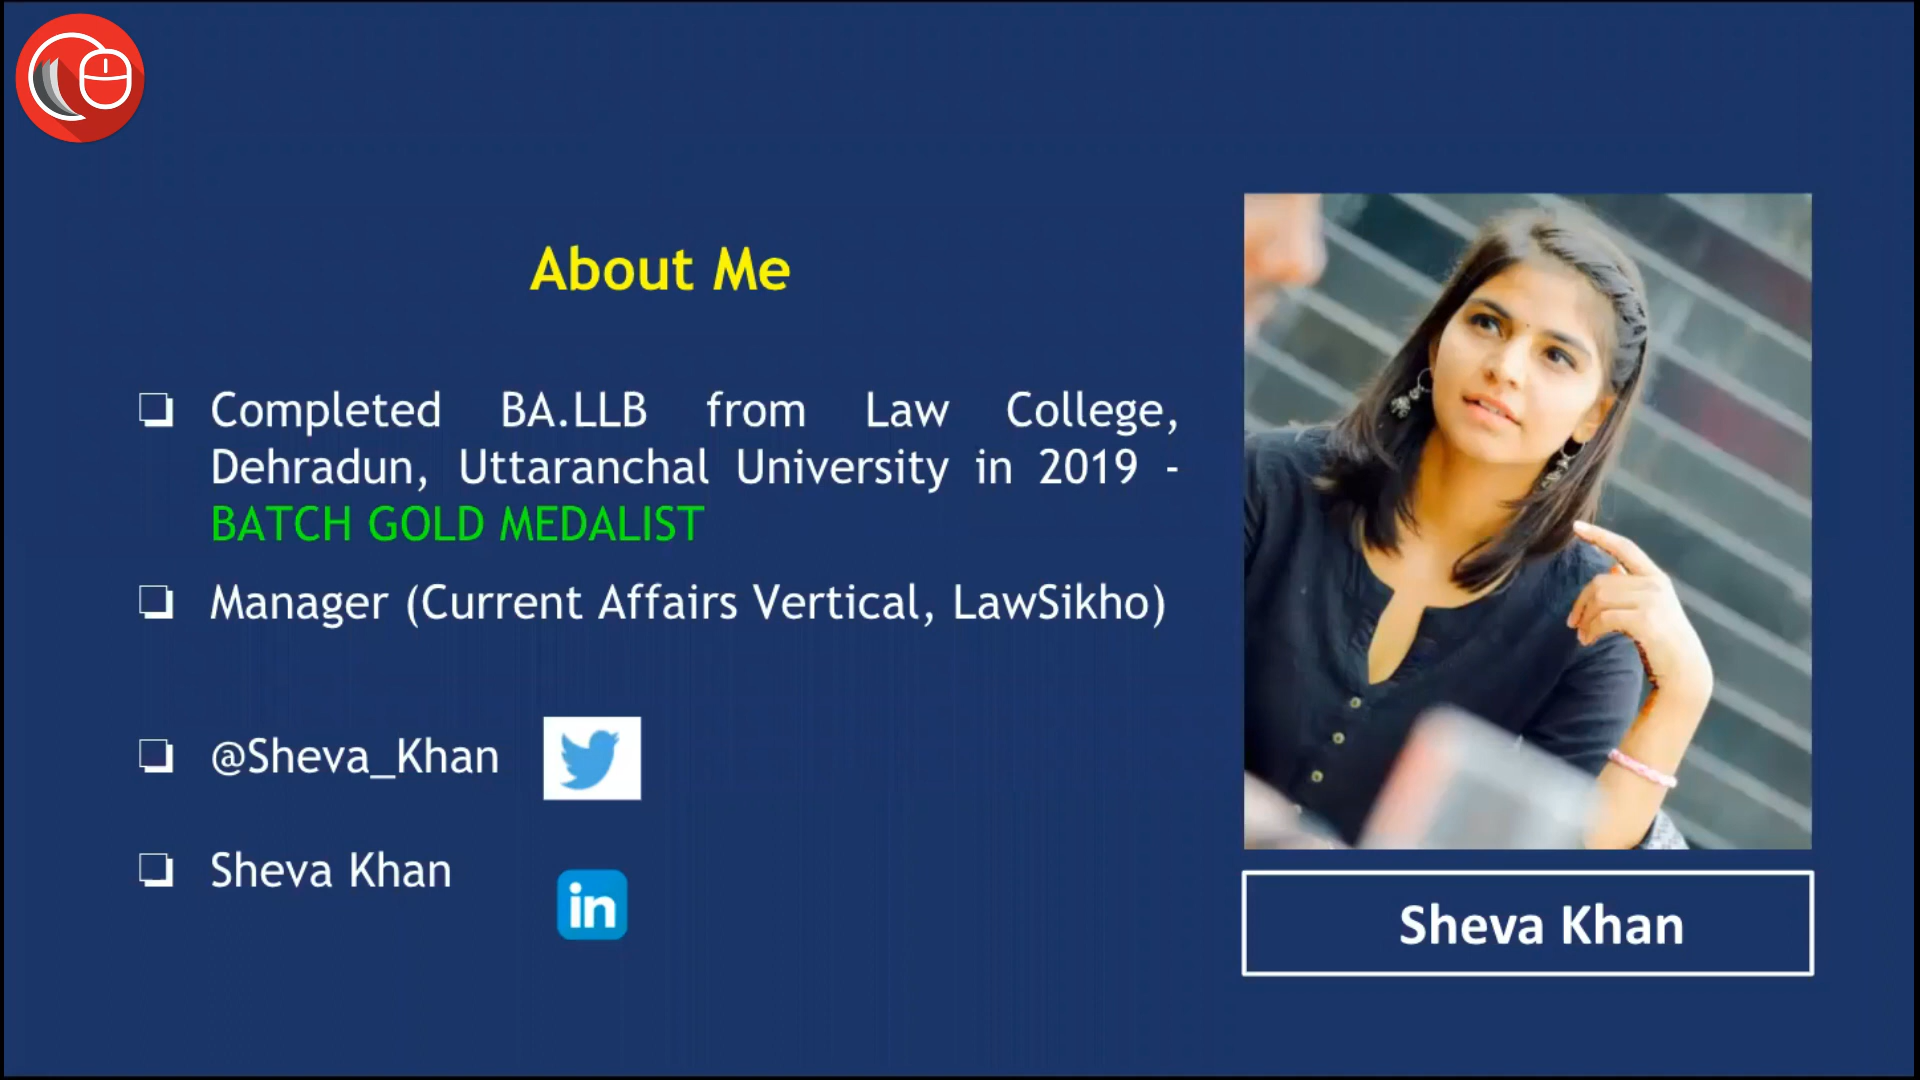 About Me
Completed BA.LLB from Law College,
Dehradun, Uttaranchal University in 2019 -
BATCH GOLD MEDALIST
Manager (Current Affairs Vertical, LawSikho)
@Sheva_Khan
Sheva Khan
in
Sheva Khan